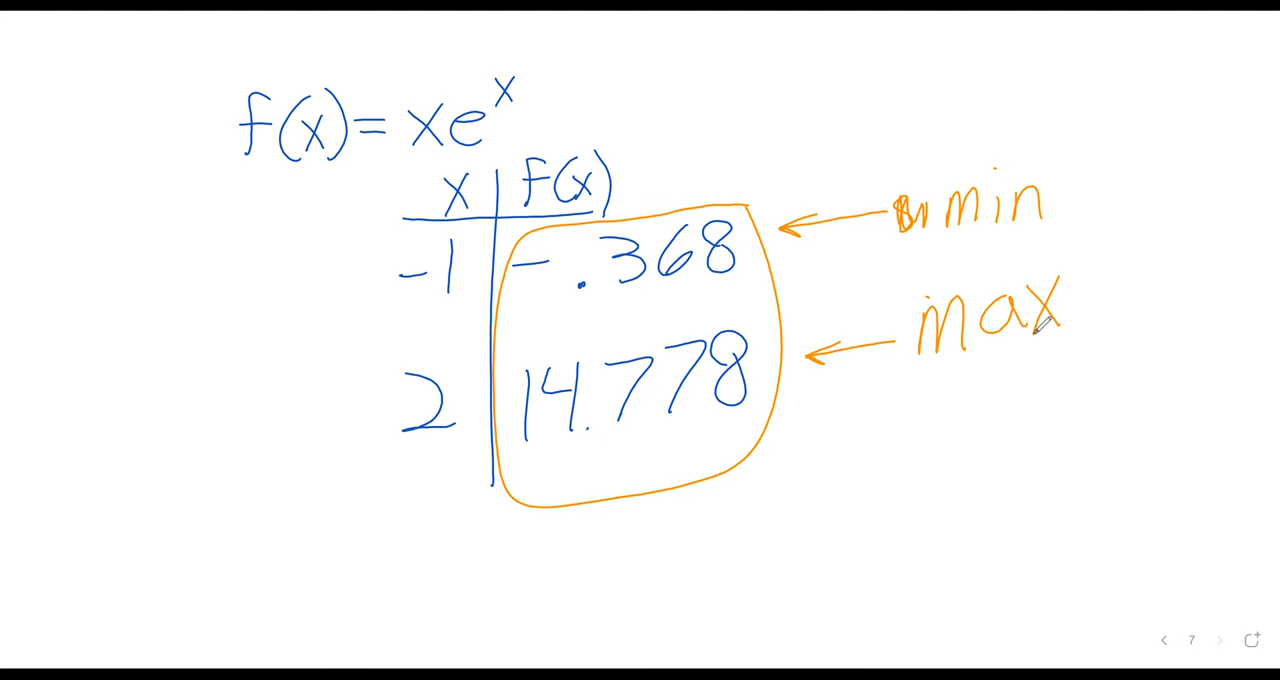 f(x) = xe^x
x f(x)
-1 -.368 ← min
2 14.778 ← max
7